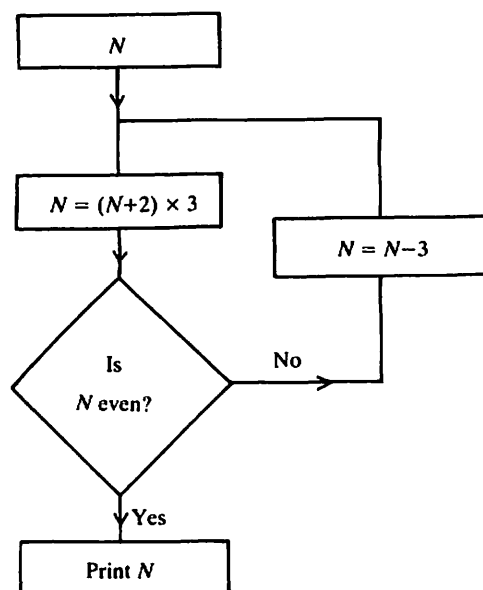 N
N = (N+2) × 3
N = N−3
Is
N even?
No
Yes
Print N